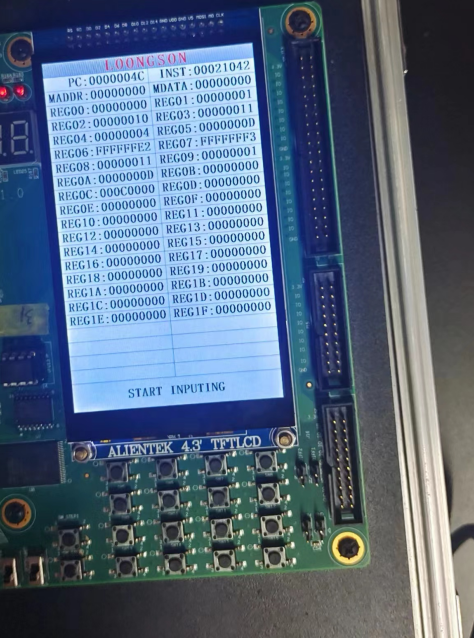 LOONGSON
PC:0000004C INST:00021042
MADDR:00000000 MDATA:00000000
REG00:00000000 REG01:00000001
REG02:00000010 REG03:00000011
REG04:00000004 REG05:0000000D
REG06:FFFFFFE2 REG07:FFFFFFF3
REG08:00000011 REG09:00000001
REG0A:0000000D REG0B:00000000
REG0C:000C0000 REG0D:00000000
REG0E:00000000 REG0F:00000000
REG10:00000000 REG11:00000000
REG12:00000000 REG13:00000000
REG14:00000000 REG15:00000000
REG16:00000000 REG17:00000000
REG18:00000000 REG19:00000000
REG1A:00000000 REG1B:00000000
REG1C:00000000 REG1D:00000000
REG1E:00000000 REG1F:00000000
START INPUTING
ALIENTEK 4.3' TFTLCD